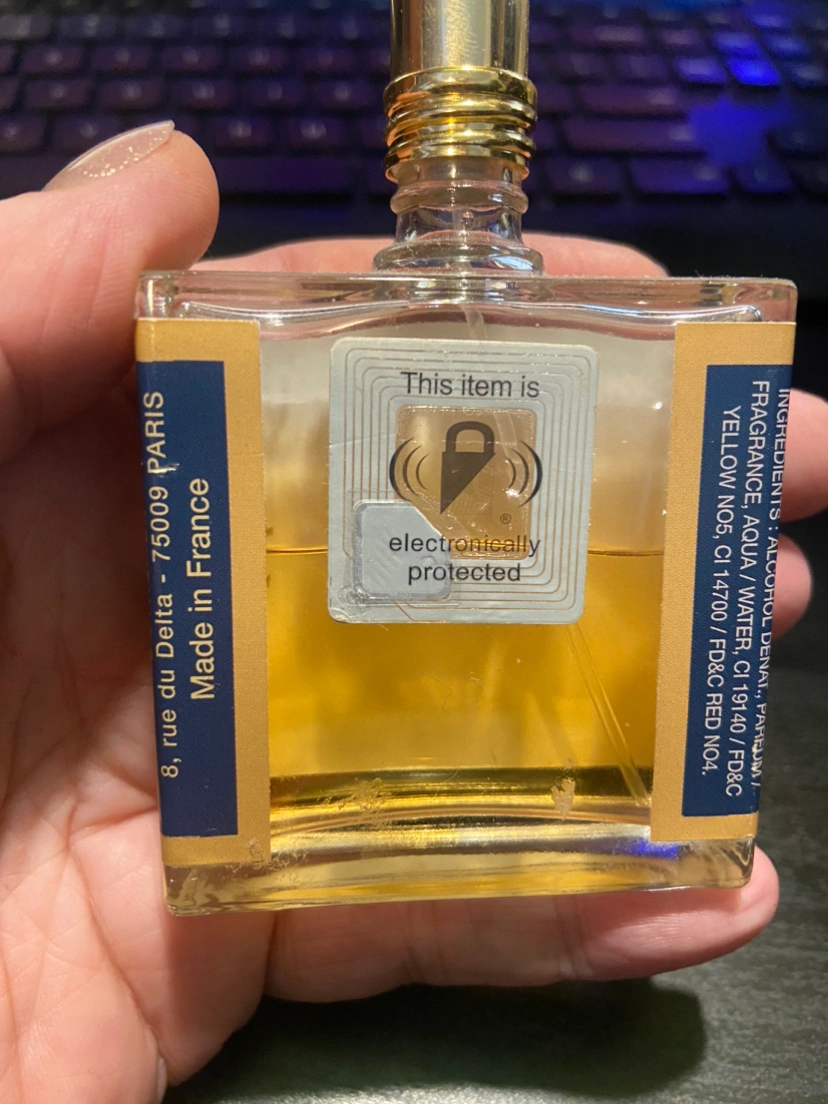 8, rue du Delta - 75009 PARIS
Made in France
This item is
®
electronically
protected
INGREDIENTS : ALCOHOL DENAT., PARFUM /
FRAGRANCE, AQUA / WATER, CI 19140 / FD&C
YELLOW NO5, CI 14700 / FD&C RED NO4.